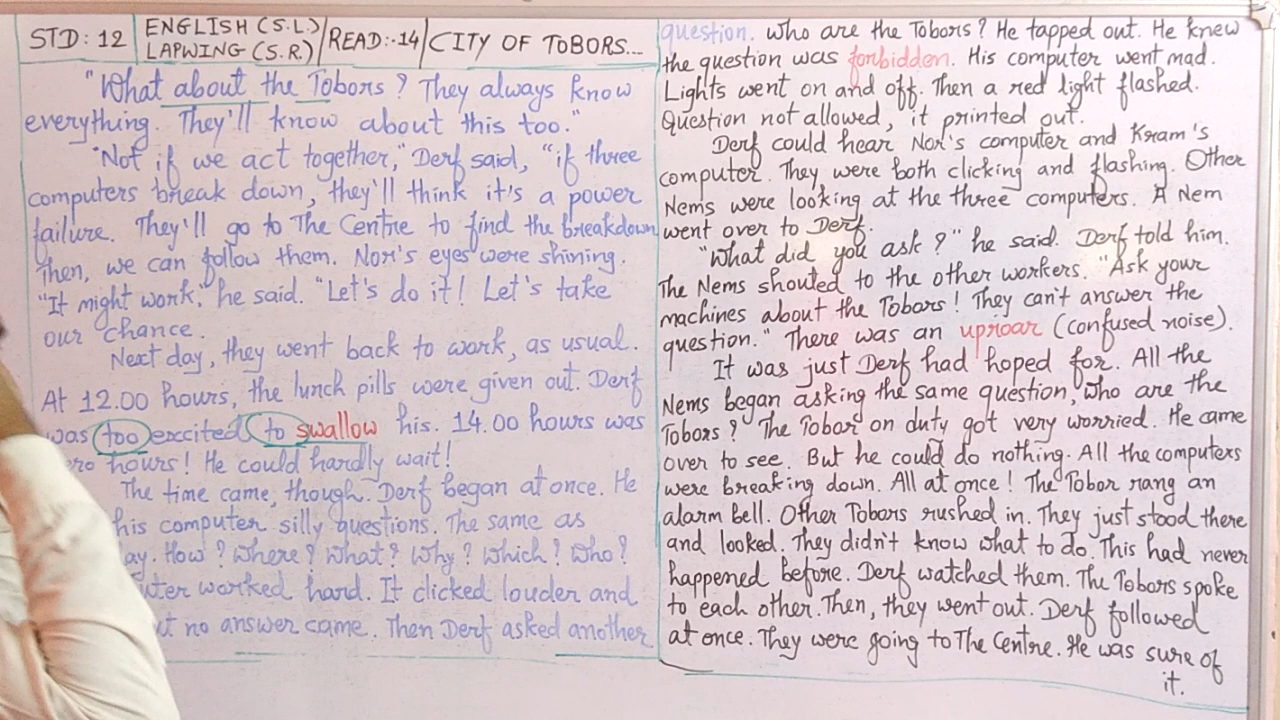 STD: 12
ENGLISH (S.L.)
LAPWING (S.R.)
READ:-14
CITY OF TOBORS...
"What about the Tobors? They always know
everything. They'll know about this too."
"Not if we act together," Derf said, "if three
computers break down, they'll think it's a power
failure. They'll go to The Centre to find the breakdown
Then, we can follow them. Nor's eyes were shining.
"It might work," he said. "Let's do it! Let's take
our chance.
Next day, they went back to work, as usual.
At 12.00 hours, the lunch pills were given out. Derf
was too excited to swallow his. 14.00 hours was
ero hours! He could hardly wait!
The time came, though. Derf began at once. He
his computer silly questions. The same as
ay. How? Where? What? Why? Which? Who?
uter worked hard. It clicked louder and
t no answer came. Then Derf asked another
question. Who are the Tobors? He tapped out. He knew
the question was forbidden. His computer went mad.
Lights went on and off. Then a red light flashed.
Question not allowed, it printed out.
Derf could hear Nor's computer and Kram's
computer. They were both clicking and flashing. Other
Nems were looking at the three computers. A Nem
went over to Derf.
"What did you ask?" he said. Derf told him.
The Nems shouted to the other workers. "Ask your
machines about the Tobors! They can't answer the
question." There was an uproar (confused noise).
It was just Derf had hoped for. All the
Nems began asking the same question, Who are the
Tobors? The Tobor on duty got very worried. He came
over to see. But he could do nothing. All the computers
were breaking down. All at once! The Tobor rang an
alarm bell. Other Tobors rushed in. They just stood there
and looked. They didn't know what to do. This had never
happened before. Derf watched them. The Tobors spoke
to each other. Then, they went out. Derf followed
at once. They were going to The Centre. He was sure of
it.